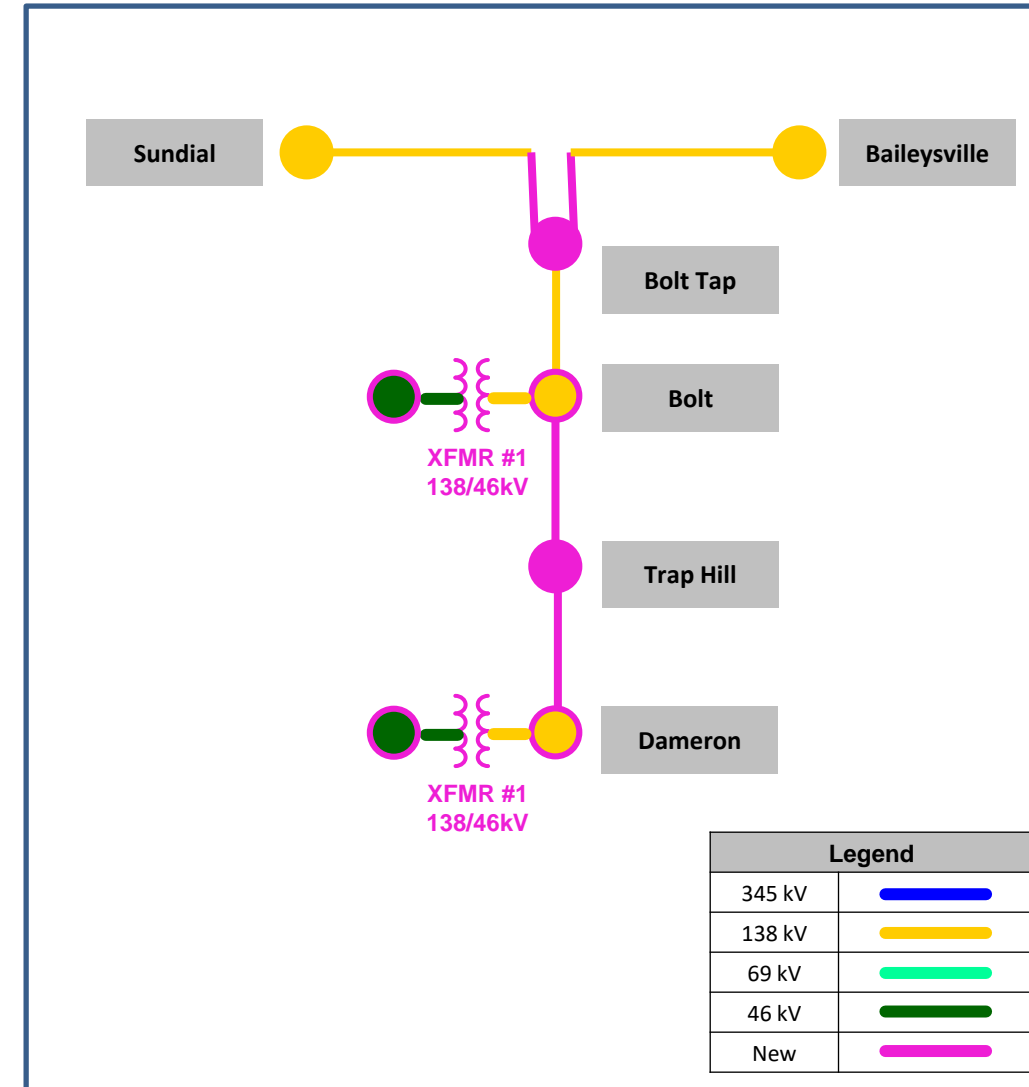 Sundial
Baileysville
Bolt Tap
Bolt
XFMR #1
138/46kV
Trap Hill
Dameron
XFMR #1
138/46kV
Legend
345 kV
138 kV
69 kV
46 kV
New